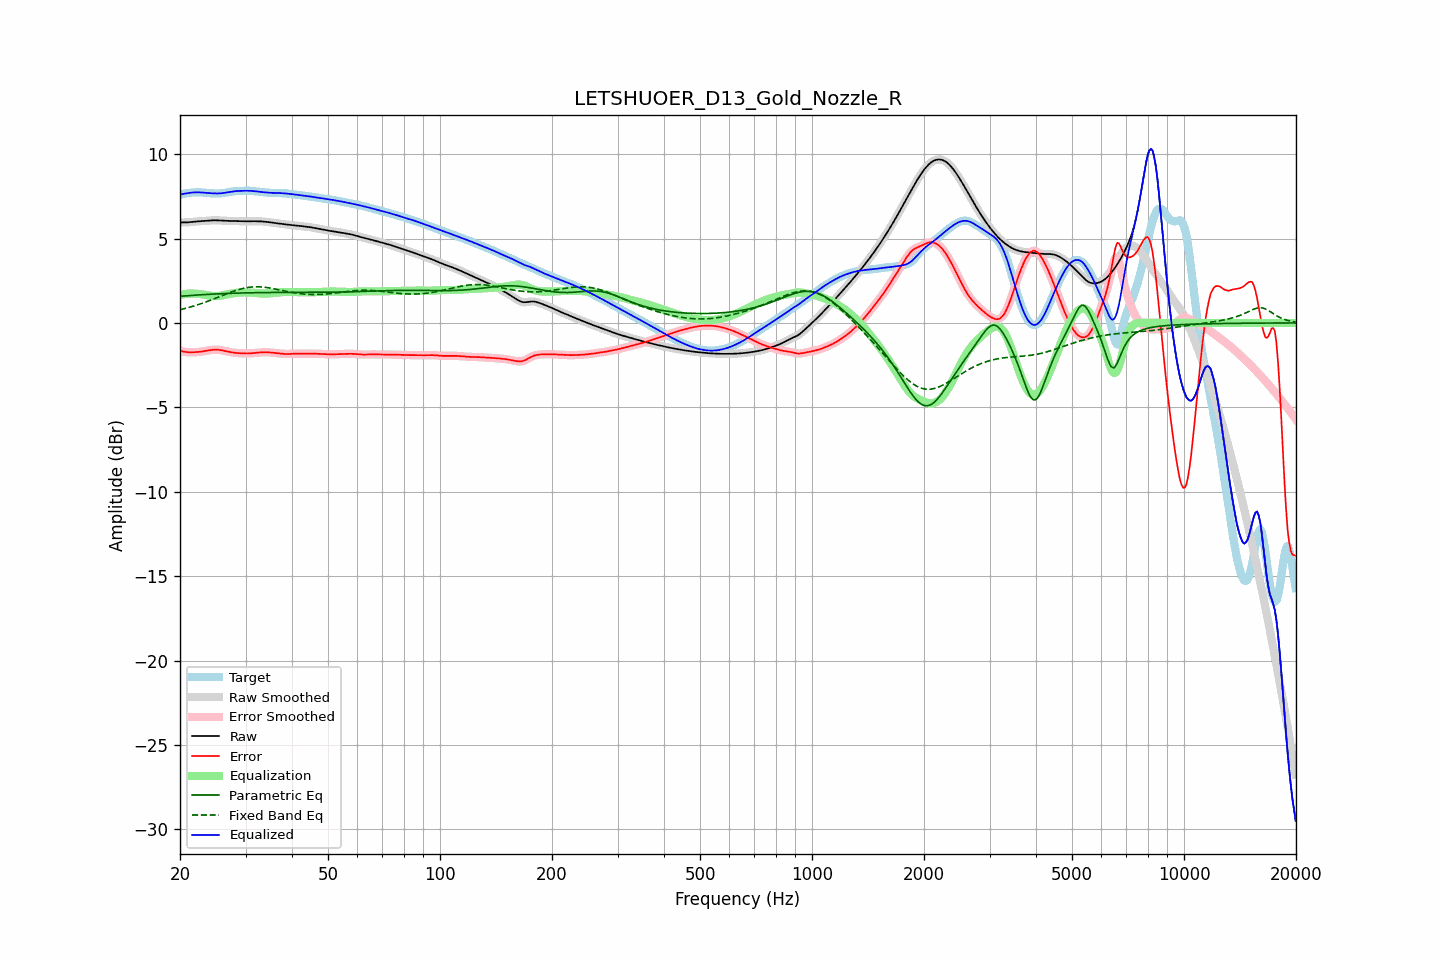 LETSHUOER_D13_Gold_Nozzle_R
Amplitude (dBr)
10
5
0
−5
−10
−15
−20
−25
−30
Target
Raw Smoothed
Error Smoothed
Raw
Error
Equalization
Parametric Eq
Fixed Band Eq
Equalized
20 50 100 200 500 1000 2000 5000 10000 20000
Frequency (Hz)